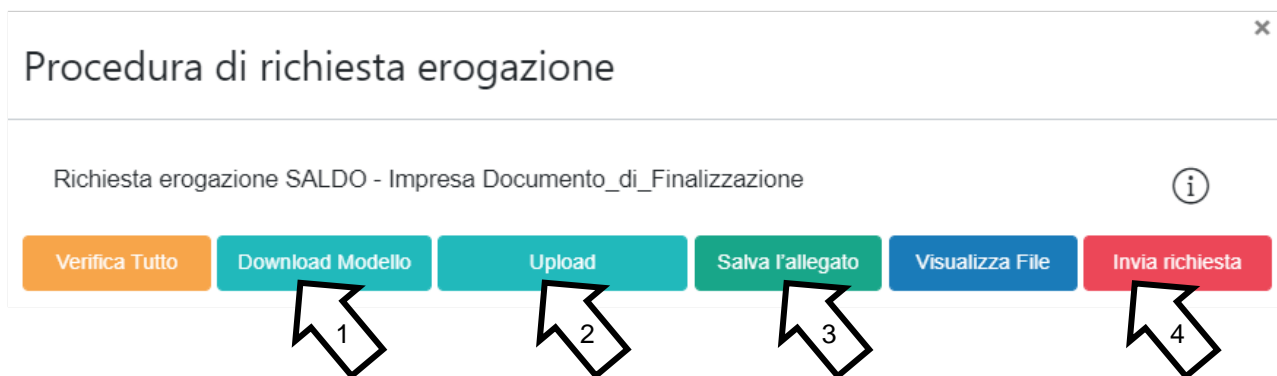 ×
Procedura di richiesta erogazione
Richiesta erogazione SALDO - Impresa Documento_di_Finalizzazione
i
Verifica Tutto Download Modello Upload Salva l'allegato Visualizza File Invia richiesta
1 2 3 4